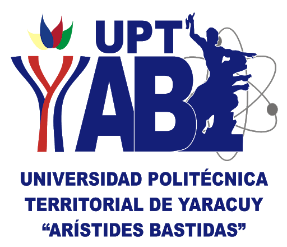 UPT
YAB
UNIVERSIDAD POLITÉCNICA
TERRITORIAL DE YARACUY
“ARÍSTIDES BASTIDAS”